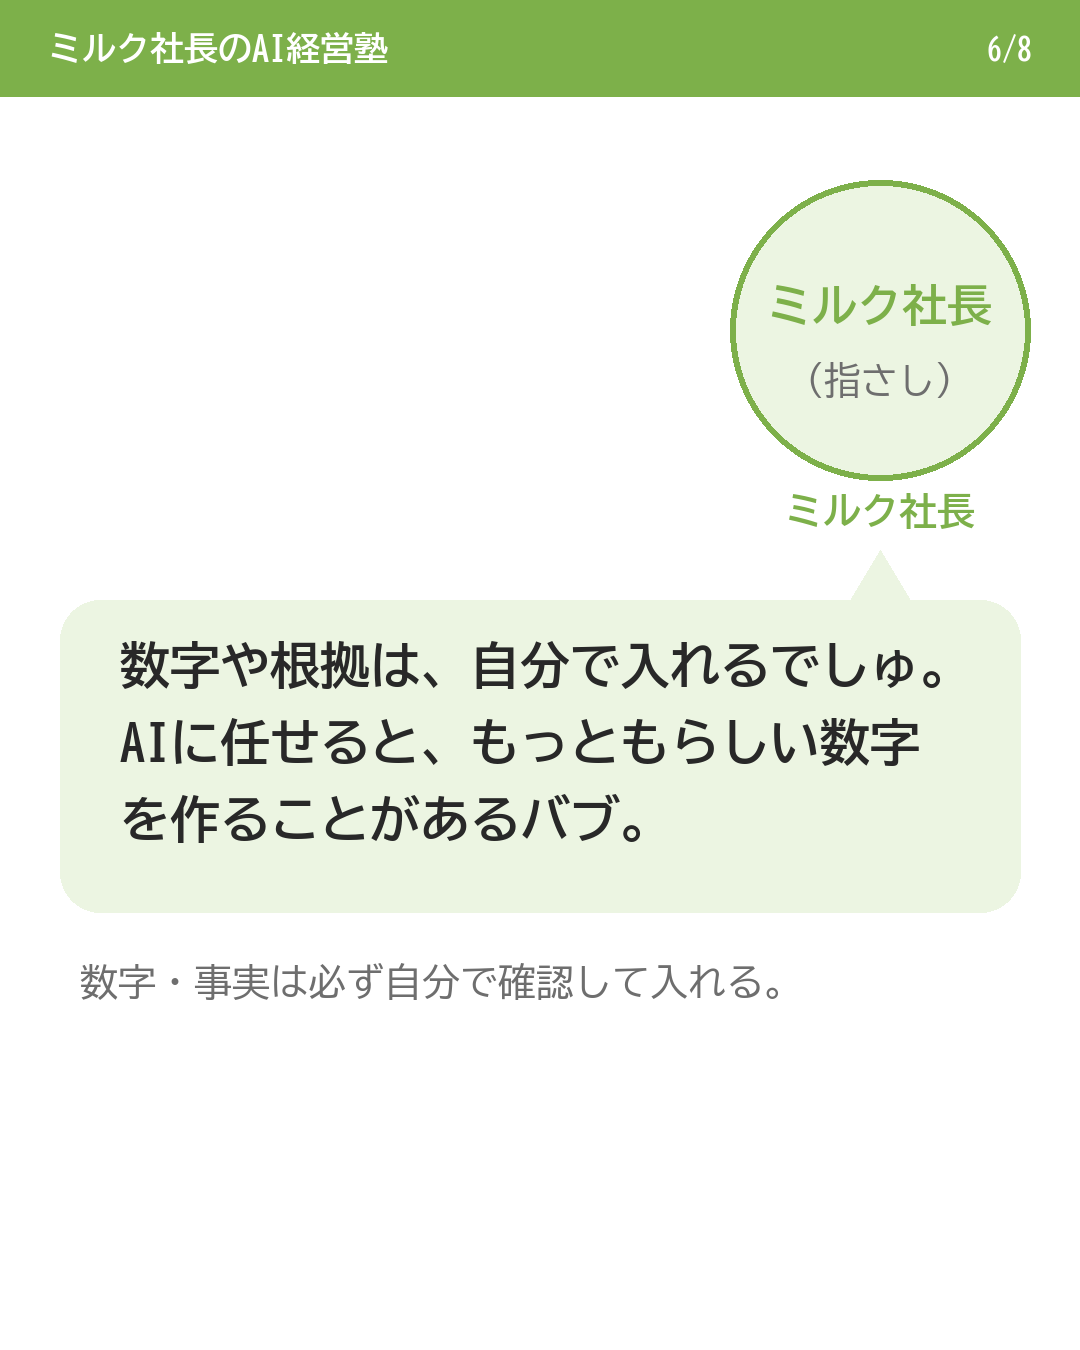 ミルク社長のAI経営塾
6/8
ミルク社長
（指さし）
ミルク社長
数字や根拠は、自分で入れるでしゅ。
AIに任せると、もっともらしい数字
を作ることがあるバブ。
数字・事実は必ず自分で確認して入れる。